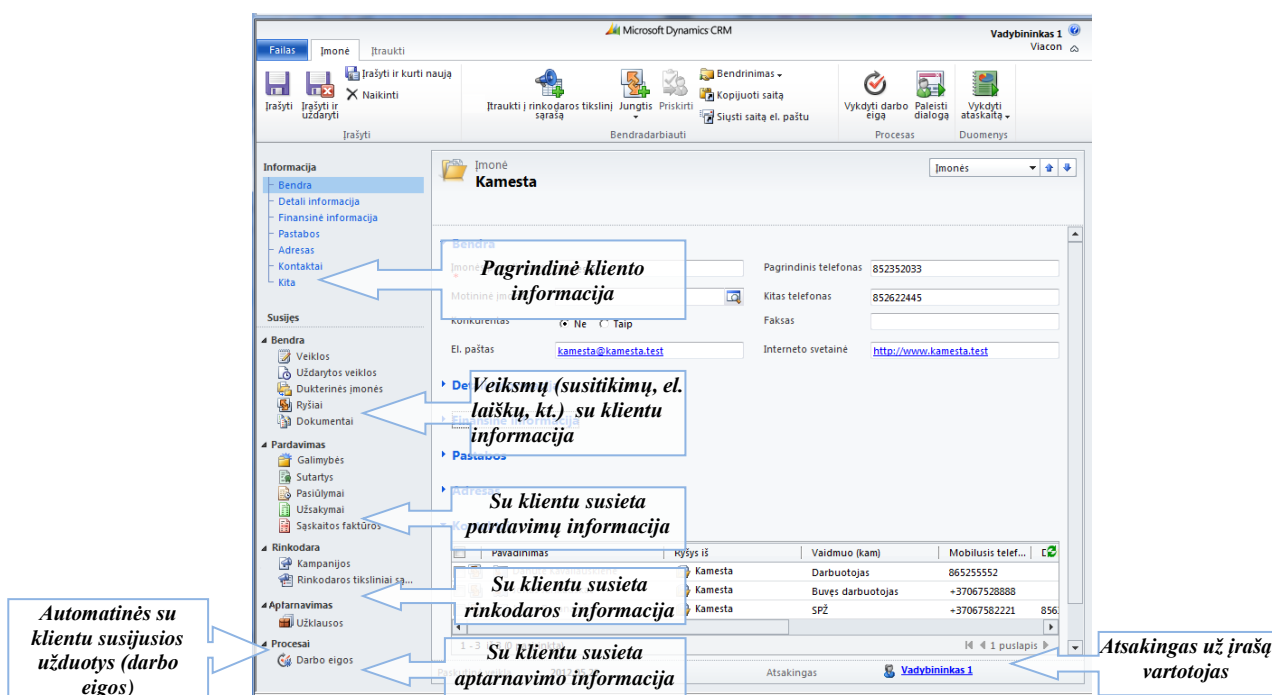 Microsoft Dynamics CRM
Vadybininkas 1
Viacon
Failas Įmonė Įtraukti
Įrašyti
Įrašyti ir uždaryti
Įrašyti ir kurti naują
Naikinti
Įrašyti
Įtraukti į rinkodaros tikslinį sąrašą
Jungtis
Priskirti
Bendrinimas
Kopijuoti saitą
Siųsti saitą el. paštu
Bendradarbiauti
Vykdyti darbo eigą
Paleisti dialogą
Procesas
Vykdyti ataskaitą
Duomenys
Informacija
Bendra
Detali informacija
Finansinė informacija
Pastabos
Adresas
Kontaktai
Kita
Susijęs
Bendra
Veiklos
Uždarytos veiklos
Dukterinės įmonės
Ryšiai
Dokumentai
Pardavimas
Galimybės
Sutartys
Pasiūlymai
Užsakymai
Sąskaitos faktūros
Rinkodara
Kampanijos
Rinkodaros tiksliniai są...
Aptarnavimas
Užklausos
Procesai
Darbo eigos
Įmonė
Kamesta
Įmonės
Bendra
Pagrindinis telefonas 852352033
Motininė
Kitas telefonas 852622445
Konkurentas Ne Taip
Faksas
El. paštas kamesta@kamesta.test
Interneto svetainė http://www.kamesta.test
Finansinė informacija
Pastabos
Adresas
Pavadinimas Ryšys iš Vaidmuo (kam) Mobilusis telef...
Kamesta Darbuotojas 865255552
Kamesta Buvęs darbuotojas +37067528888
Kamesta SPŽ +37067582221
1 puslapis
Atsakingas Vadybininkas 1
Pagrindinė kliento
informacija
Veiksmų (susitikimų, el.
laiškų, kt.) su klientu
informacija
Su klientu susieta
pardavimų informacija
Su klientu susieta
rinkodaros informacija
Su klientu susieta
aptarnavimo informacija
Automatinės su
klientu susijusios
užduotys (darbo
eigos)
Atsakingas už įrašą
vartotojas